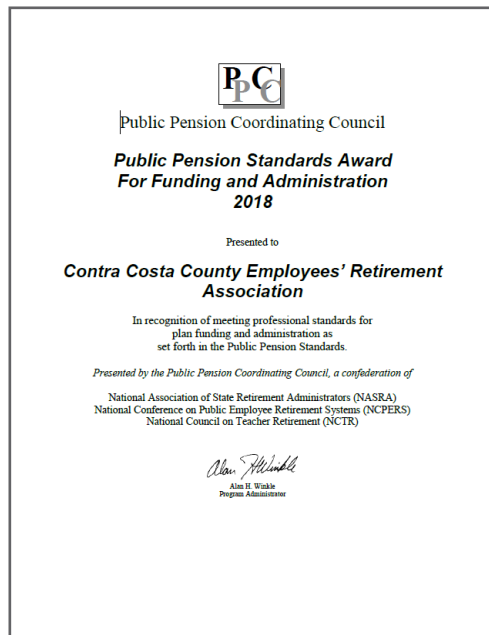 PPCC
Public Pension Coordinating Council
Public Pension Standards Award
For Funding and Administration
2018
Presented to
Contra Costa County Employees' Retirement
Association
In recognition of meeting professional standards for
plan funding and administration as
set forth in the Public Pension Standards.
Presented by the Public Pension Coordinating Council, a confederation of
National Association of State Retirement Administrators (NASRA)
National Conference on Public Employee Retirement Systems (NCPERS)
National Council on Teacher Retirement (NCTR)
Alan H Winkle
Alan H. Winkle
Program Administrator